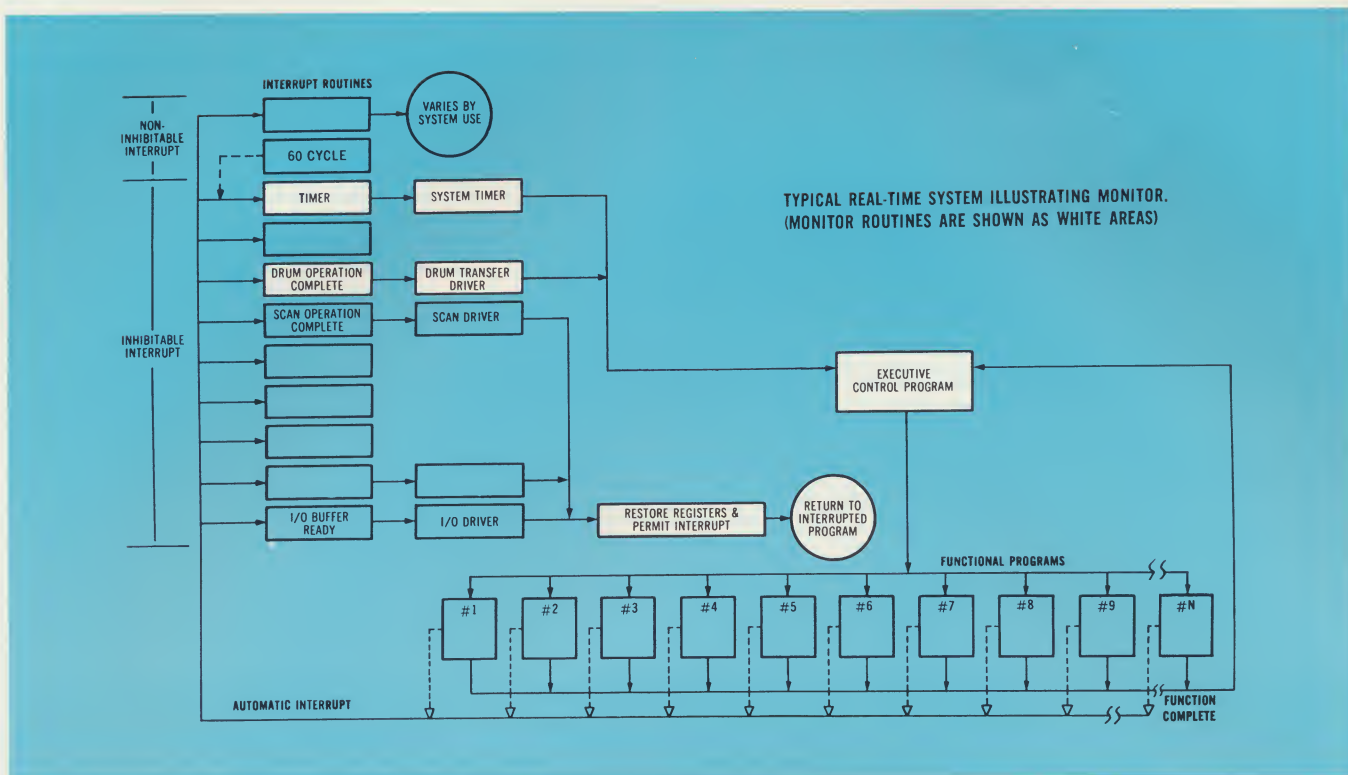 INTERRUPT ROUTINES
NON-
INHIBITABLE
INTERRUPT
VARIES BY
SYSTEM USE
60 CYCLE
TIMER
SYSTEM TIMER
TYPICAL REAL-TIME SYSTEM ILLUSTRATING MONITOR.
(MONITOR ROUTINES ARE SHOWN AS WHITE AREAS)
DRUM OPERATION
COMPLETE
DRUM TRANSFER
DRIVER
SCAN OPERATION
COMPLETE
SCAN DRIVER
INHIBITABLE
INTERRUPT
EXECUTIVE
CONTROL PROGRAM
I/O BUFFER
READY
I/O DRIVER
RESTORE REGISTERS &
PERMIT INTERRUPT
RETURN TO
INTERRUPTED
PROGRAM
FUNCTIONAL PROGRAMS
#1 #2 #3 #4 #5 #6 #7 #8 #9 #N
AUTOMATIC INTERRUPT
FUNCTION
COMPLETE